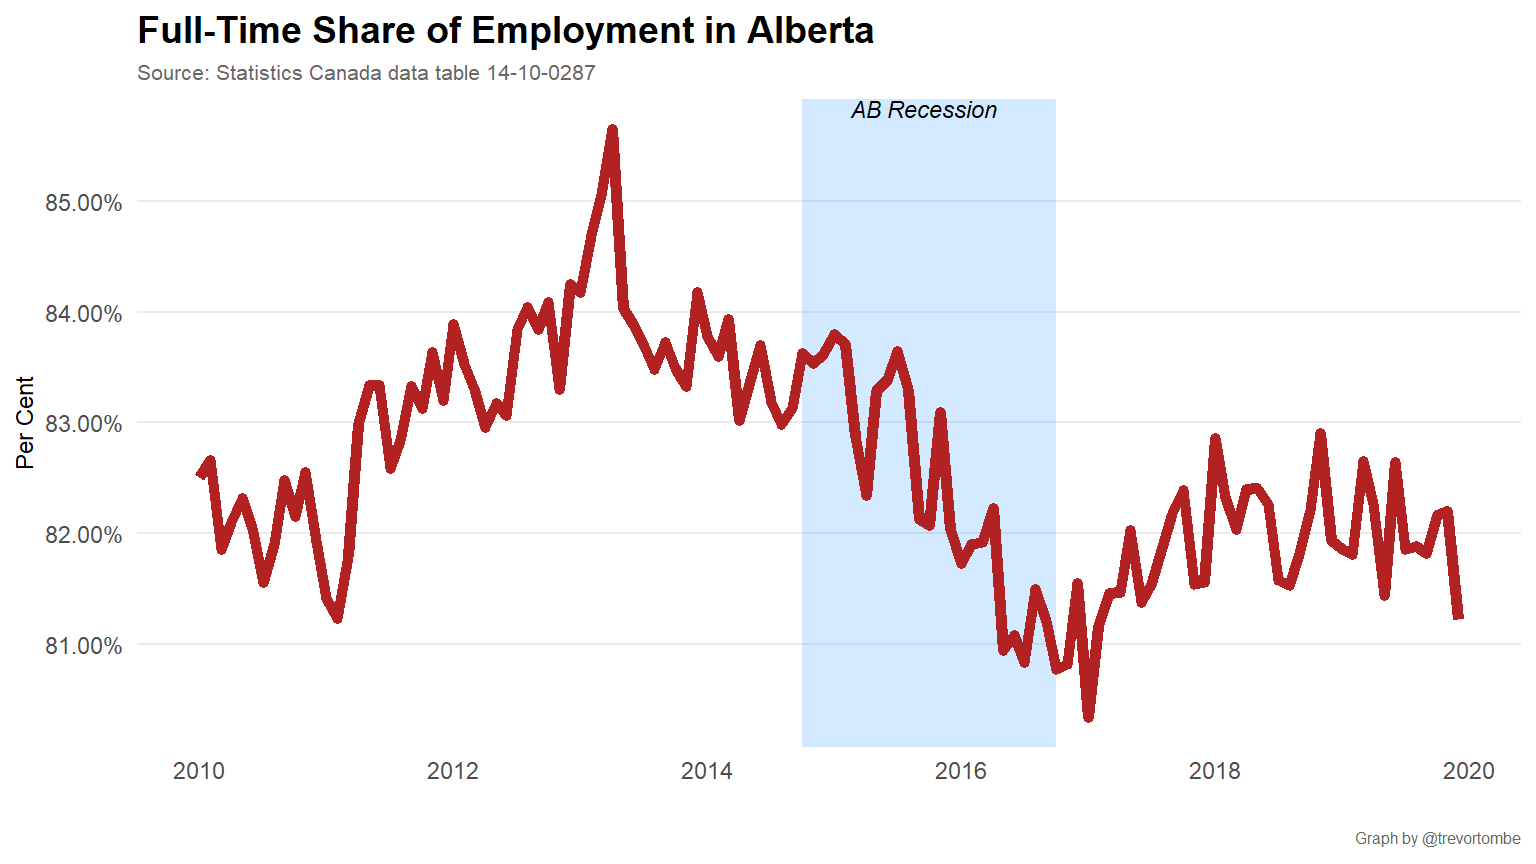 Full-Time Share of Employment in Alberta
Source: Statistics Canada data table 14-10-0287
AB Recession
85.00%
84.00%
83.00%
82.00%
81.00%
Per Cent
2010 2012 2014 2016 2018 2020
Graph by @trevortombe